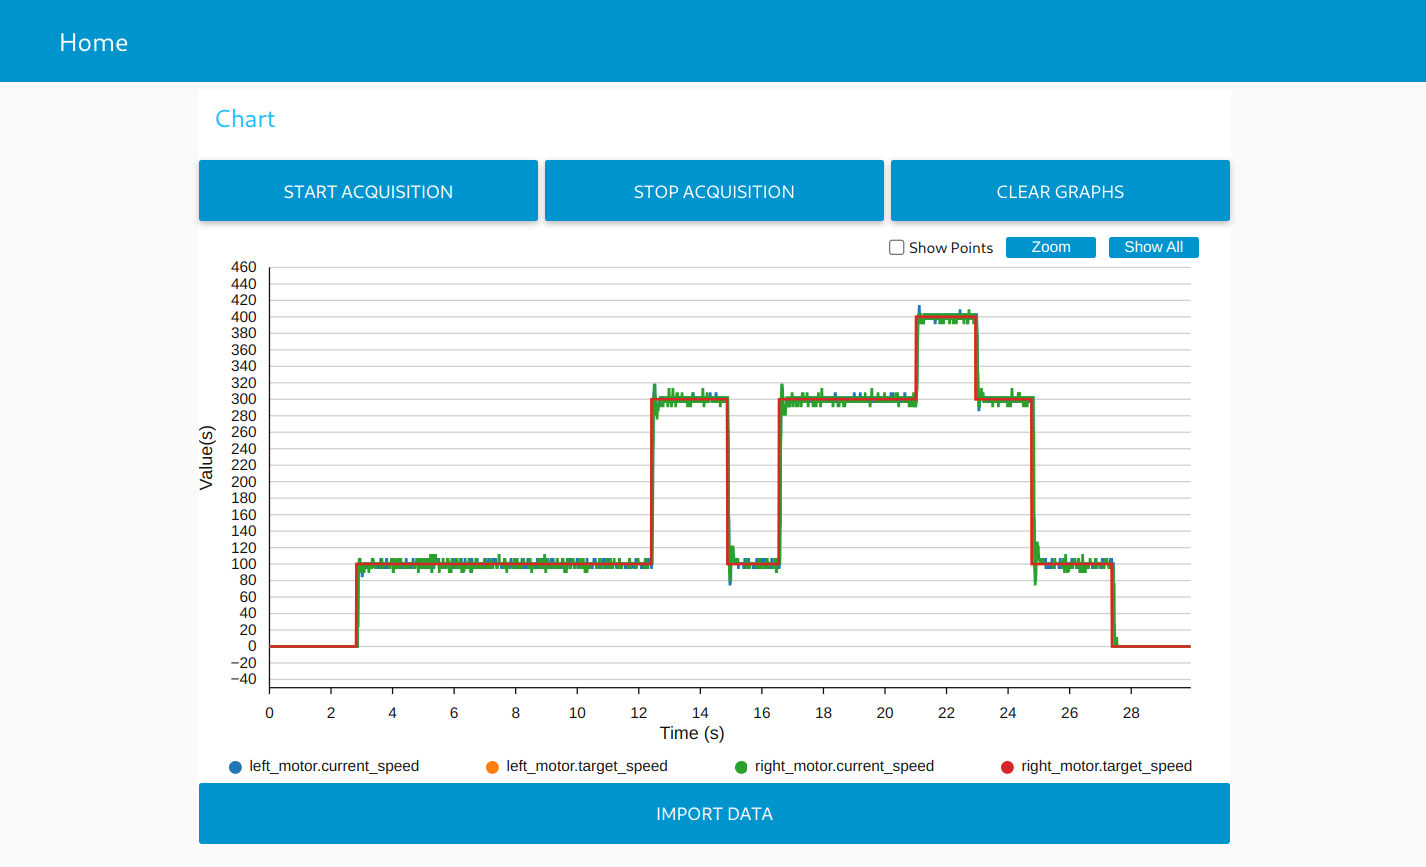 Home
Chart
START ACQUISITION STOP ACQUISITION CLEAR GRAPHS
Show Points Zoom Show All
460
440
420
400
380
360
340
320
300
280
260
240
220
200
180
160
140
120
100
80
60
40
20
0
−20
−40
Value(s)
0 2 4 6 8 10 12 14 16 18 20 22 24 26 28
Time (s)
left_motor.current_speed left_motor.target_speed right_motor.current_speed right_motor.target_speed
IMPORT DATA